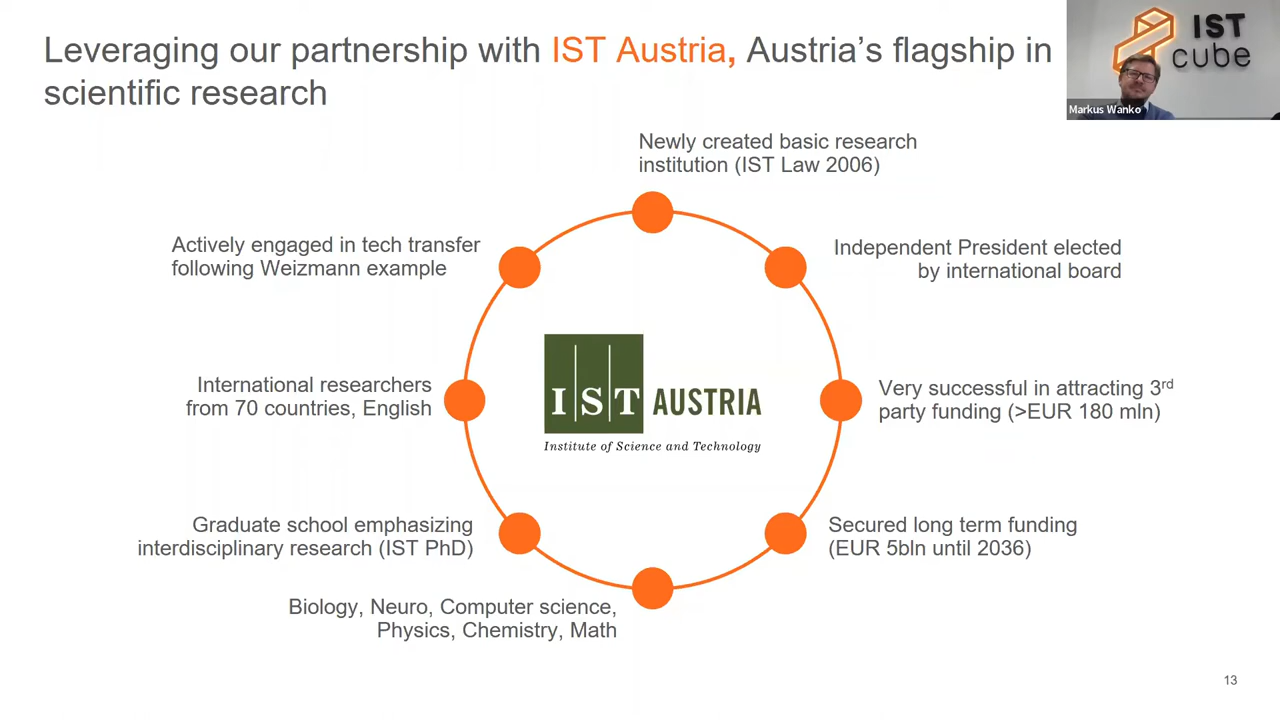 Leveraging our partnership with IST Austria, Austria's flagship in
scientific research
IST
cube
Markus Wanko
Newly created basic research
institution (IST Law 2006)
Actively engaged in tech transfer
following Weizmann example
Independent President elected
by international board
International researchers
from 70 countries, English
IST AUSTRIA
Institute of Science and Technology
Very successful in attracting 3rd
party funding (>EUR 180 mln)
Graduate school emphasizing
interdisciplinary research (IST PhD)
Secured long term funding
(EUR 5bln until 2036)
Biology, Neuro, Computer science,
Physics, Chemistry, Math
13